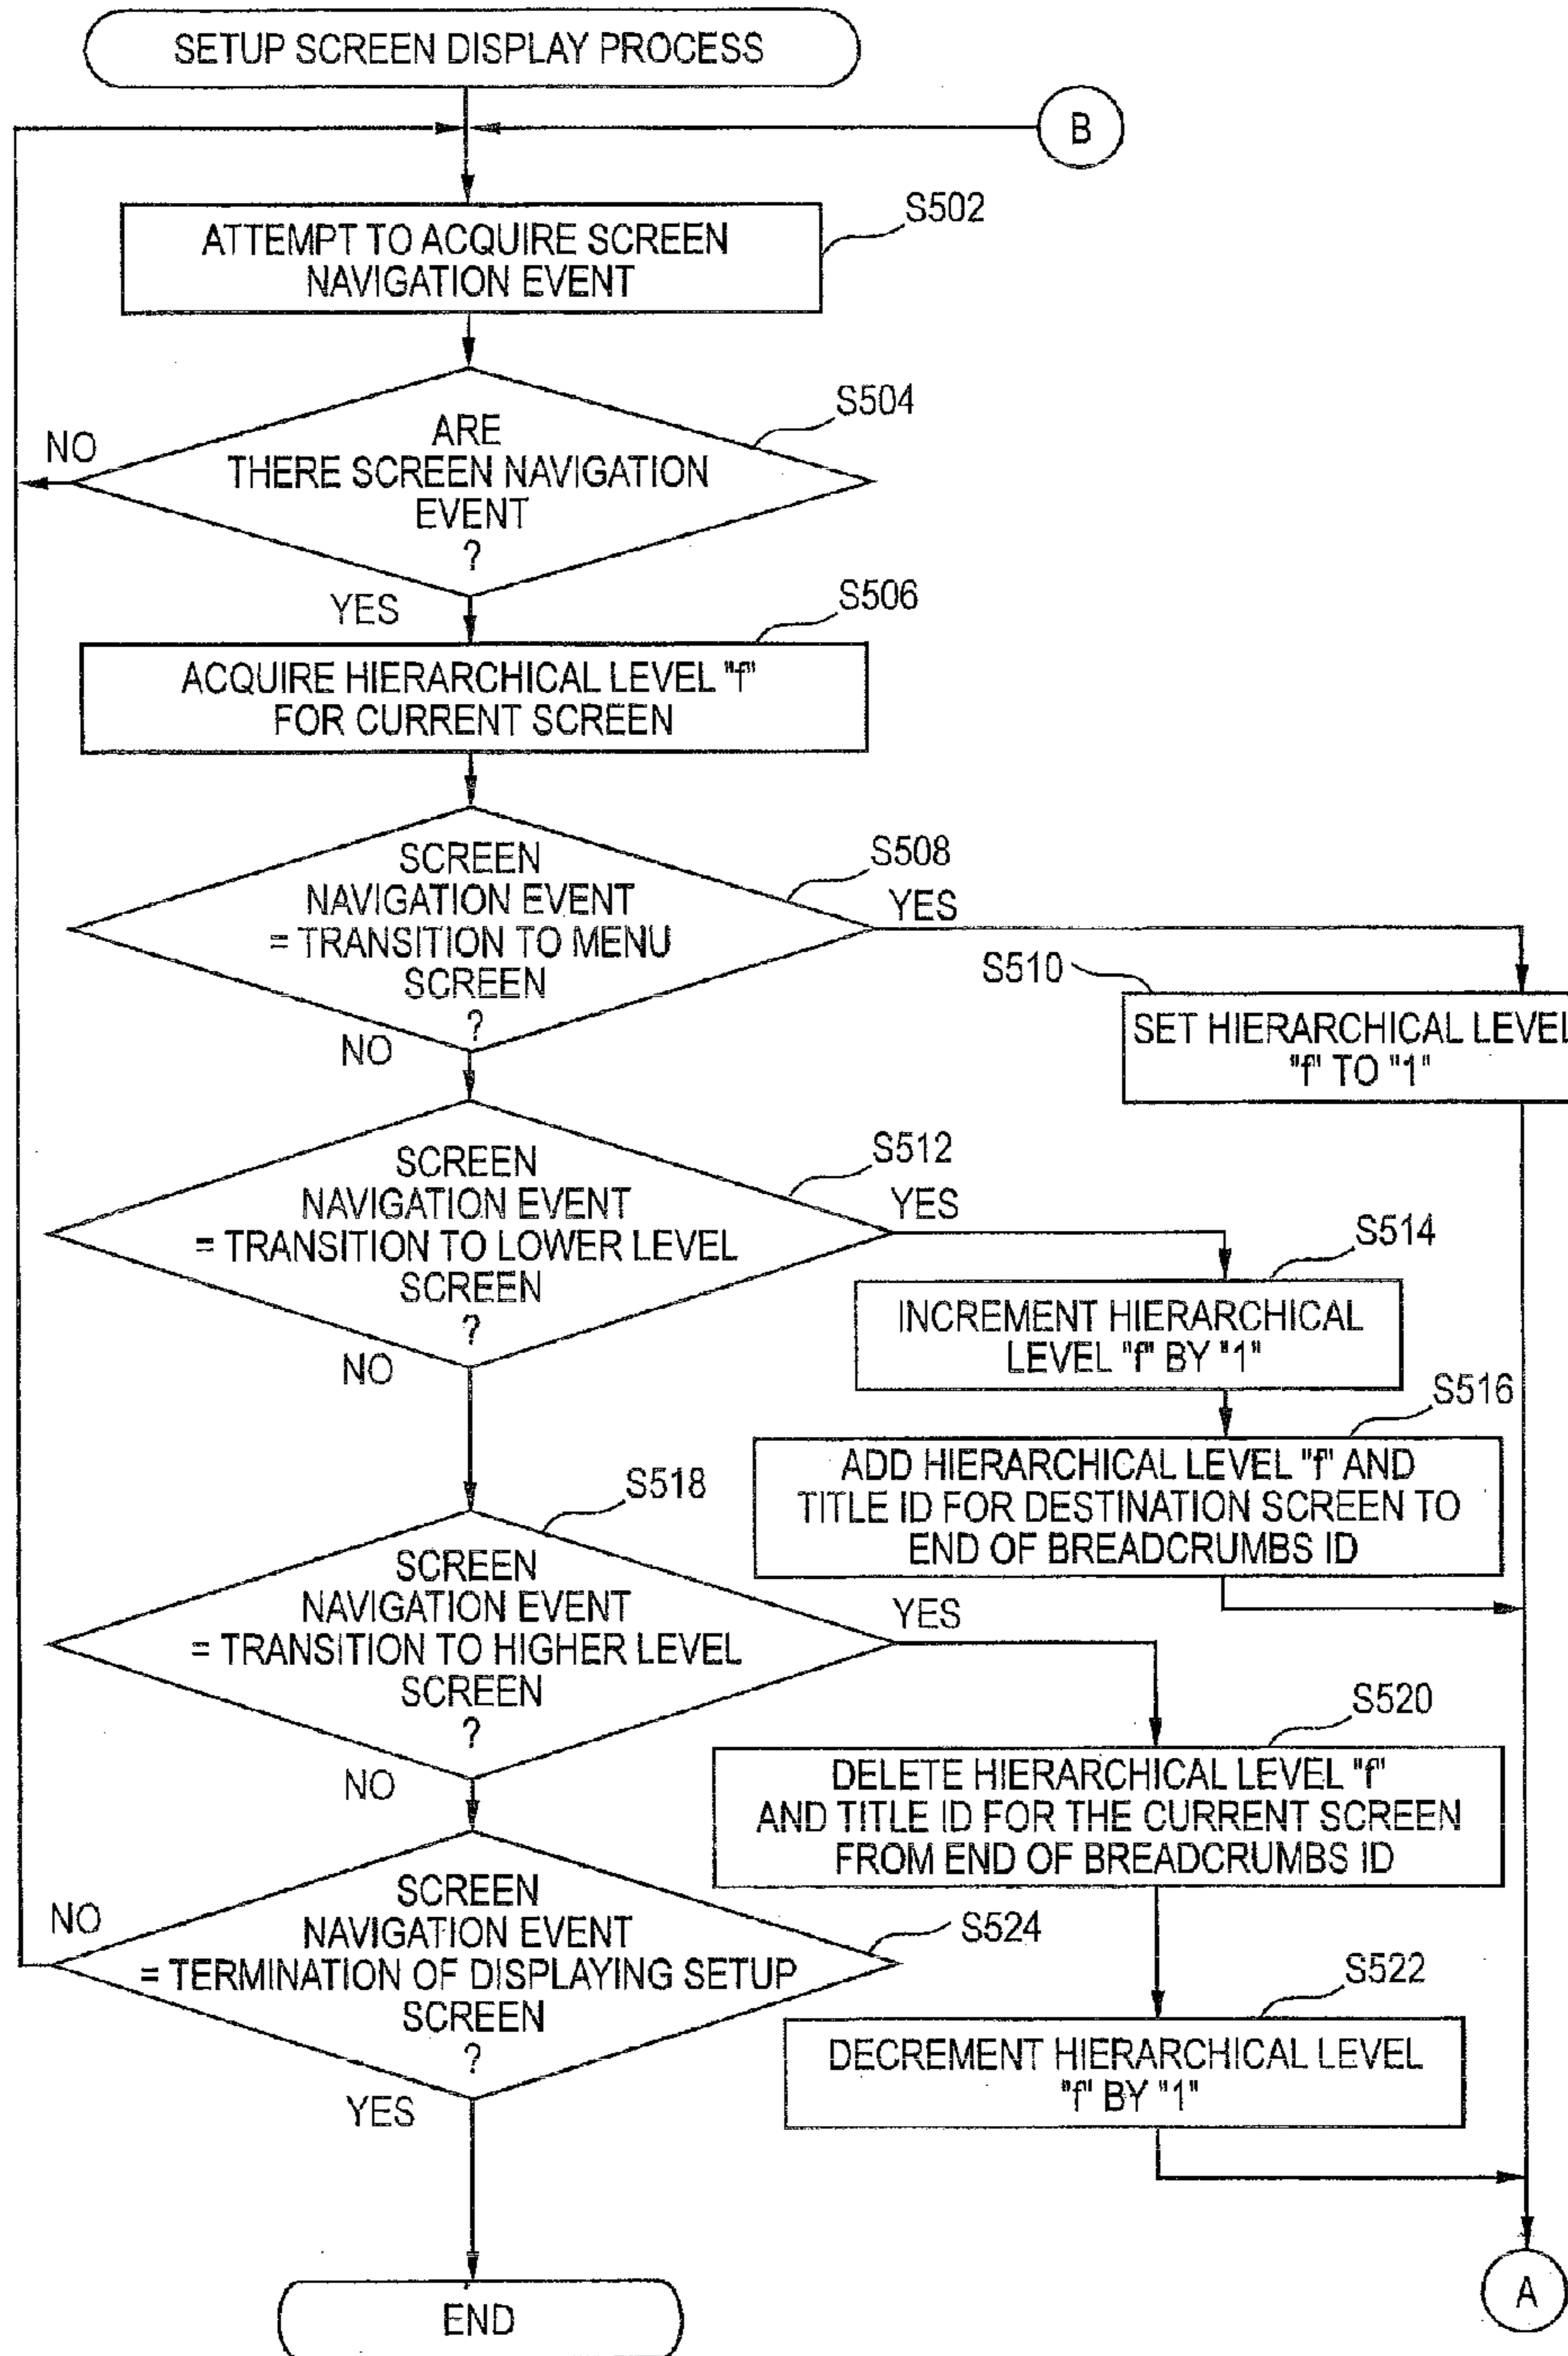 SETUP SCREEN DISPLAY PROCESS
B
S502
ATTEMPT TO ACQUIRE SCREEN
NAVIGATION EVENT
S504
NO
ARE
THERE SCREEN NAVIGATION
EVENT
?
YES
S506
ACQUIRE HIERARCHICAL LEVEL "f"
FOR CURRENT SCREEN
SCREEN
NAVIGATION EVENT
= TRANSITION TO MENU
SCREEN
?
S508
YES
NO
S510
SET HIERARCHICAL LEVEL
"f" TO "1"
SCREEN
NAVIGATION EVENT
= TRANSITION TO LOWER LEVEL
SCREEN
?
S512
YES
NO
S514
INCREMENT HIERARCHICAL
LEVEL "f" BY "1"
S516
ADD HIERARCHICAL LEVEL "f" AND
TITLE ID FOR DESTINATION SCREEN TO
END OF BREADCRUMBS ID
S518
SCREEN
NAVIGATION EVENT
= TRANSITION TO HIGHER LEVEL
SCREEN
?
YES
NO
S520
DELETE HIERARCHICAL LEVEL "f"
AND TITLE ID FOR THE CURRENT SCREEN
FROM END OF BREADCRUMBS ID
NO
SCREEN
NAVIGATION EVENT
= TERMINATION OF DISPLAYING SETUP
SCREEN
?
S524
YES
S522
DECREMENT HIERARCHICAL LEVEL
"f" BY "1"
END
A